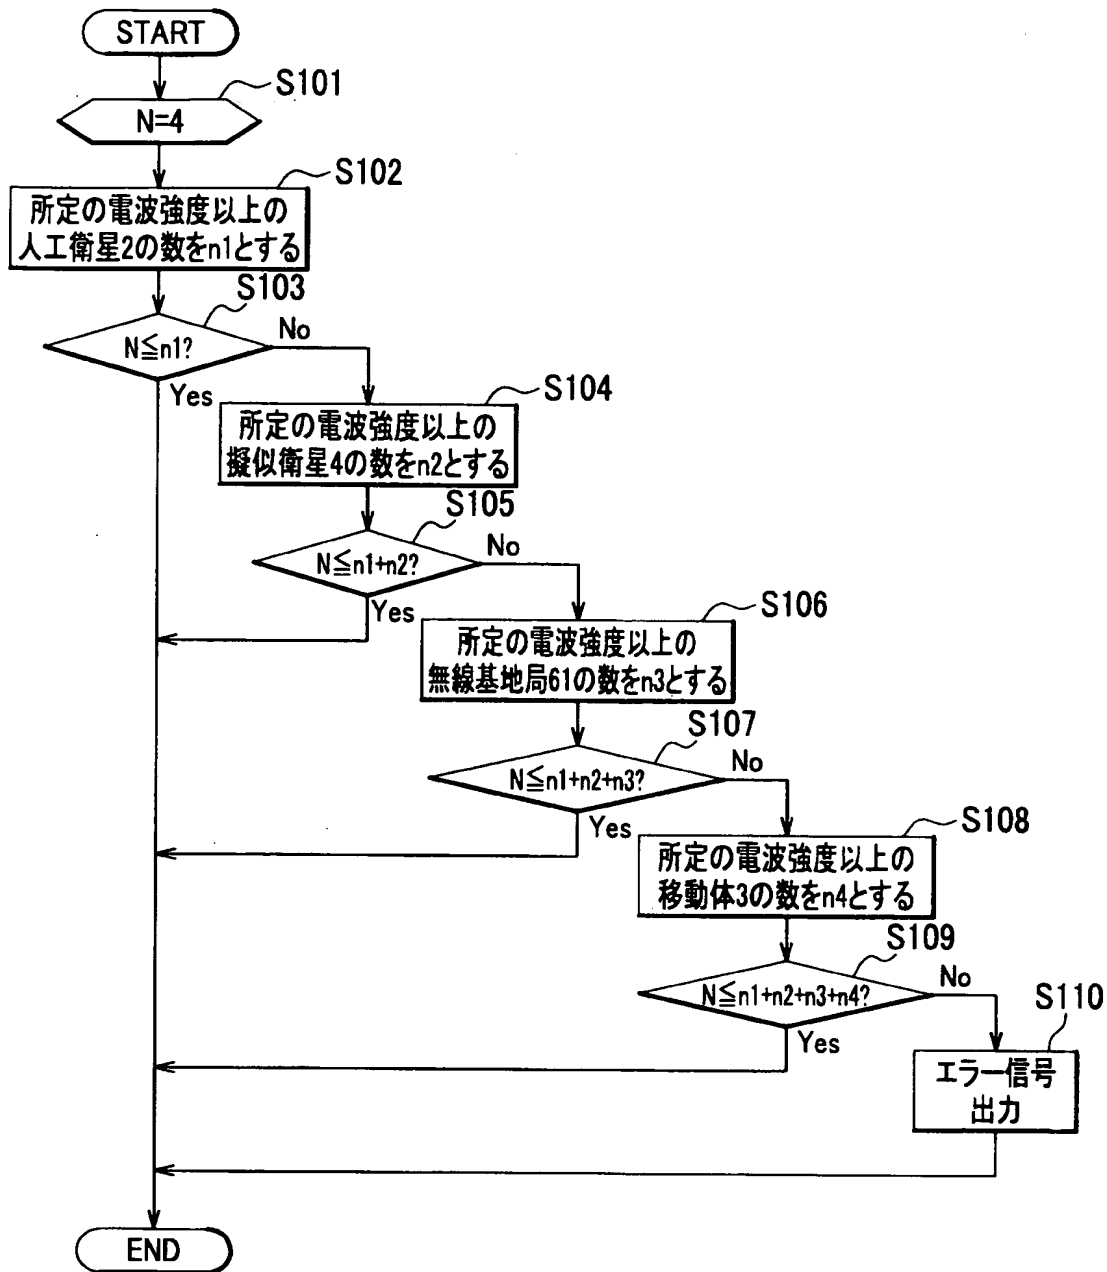 START
S101
N=4
S102
所定の電波強度以上の
人工衛星2の数をn1とする
S103
N≦n1?
No
Yes
S104
所定の電波強度以上の
擬似衛星4の数をn2とする
S105
N≦n1+n2?
No
Yes
S106
所定の電波強度以上の
無線基地局61の数をn3とする
S107
N≦n1+n2+n3?
No
Yes
S108
所定の電波強度以上の
移動体3の数をn4とする
S109
N≦n1+n2+n3+n4?
No
Yes
S110
エラー信号
出力
END